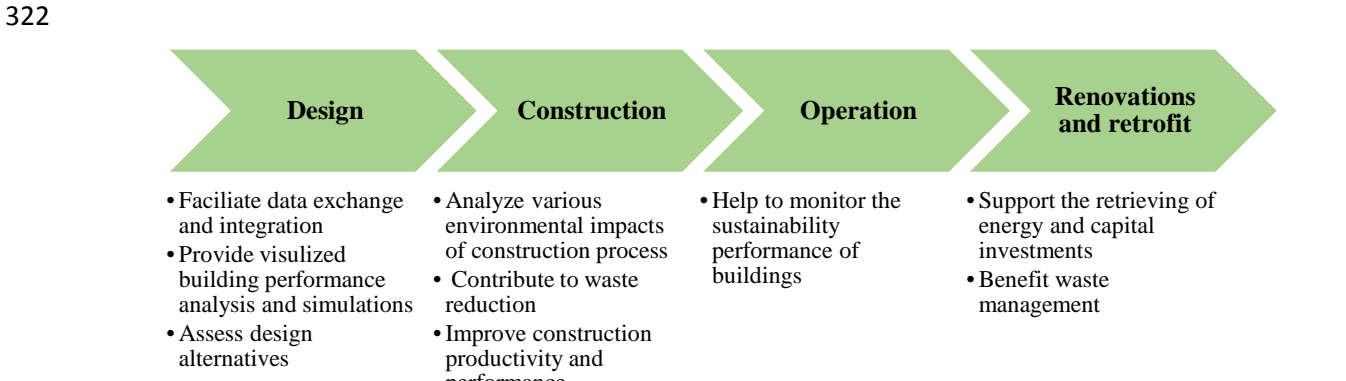 322
Design
Construction
Operation
Renovations
and retrofit
• Faciliate data exchange
and integration
• Provide visulized
building performance
analysis and simulations
• Assess design
alternatives
• Analyze various
environmental impacts
of construction process
• Contribute to waste
reduction
• Improve construction
productivity and
performance
• Help to monitor the
sustainability
performance of
buildings
• Support the retrieving of
energy and capital
investments
• Benefit waste
management